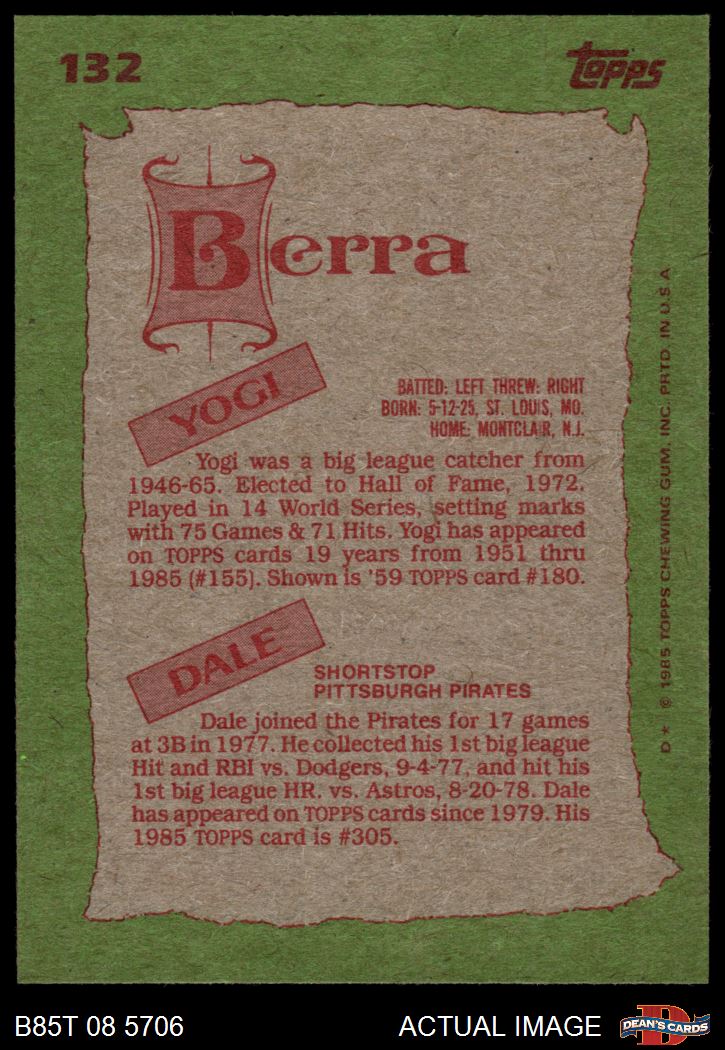 132
TOPPS
Berra
YOGI
BATTED: LEFT THREW: RIGHT
BORN: 5-12-25, ST. LOUIS, MO.
HOME: MONTCLAIR, N.J.
Yogi was a big league catcher from
1946-65. Elected to Hall of Fame, 1972.
Played in 14 World Series, setting marks
with 75 Games & 71 Hits. Yogi has appeared
on TOPPS cards 19 years from 1951 thru
1985 (#155). Shown is '59 TOPPS card #180.
DALE
SHORTSTOP
PITTSBURGH PIRATES
Dale joined the Pirates for 17 games
at 3B in 1977. He collected his 1st big league
Hit and RBI vs. Dodgers, 9-4-77, and hit his
1st big league HR. vs. Astros, 8-20-78. Dale
has appeared on TOPPS cards since 1979. His
1985 TOPPS card is #305.
D* © 1985 TOPPS CHEWING GUM, INC. PRTD. IN U.S.A
B85T 08 5706
ACTUAL IMAGE
D
DEAN'S CARDS